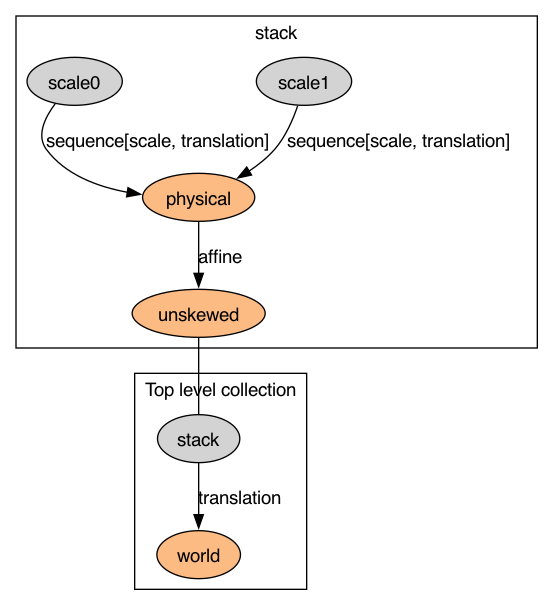 stack
scale0
scale1
sequence[scale, translation]
sequence[scale, translation]
physical
affine
unskewed
Top level collection
stack
translation
world